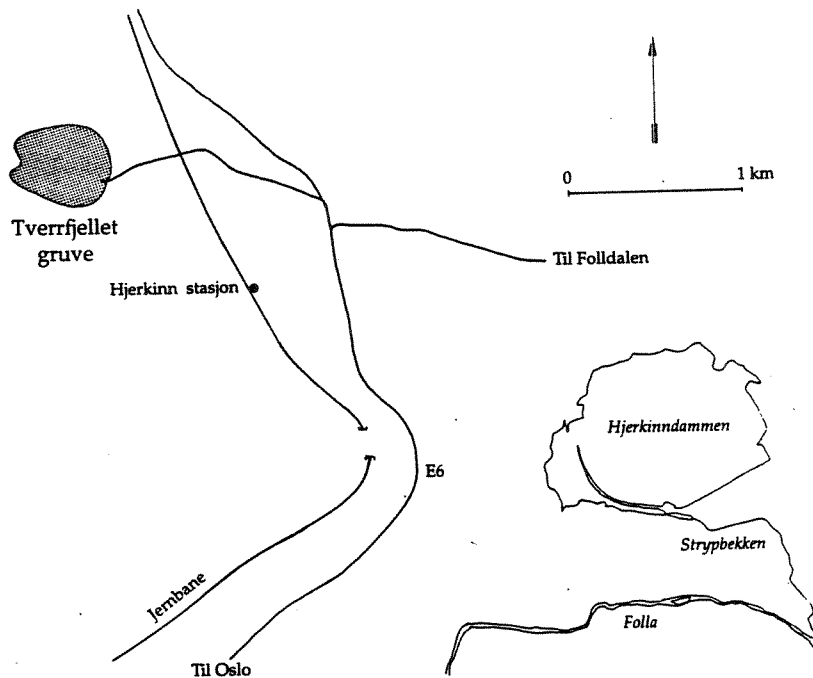 0
1 km
Tverrfjellet
gruve
Til Folldalen
Hjerkinn stasjon
Hjerkinndammen
E6
Strypbekken
Jernbane
Folla
Til Oslo